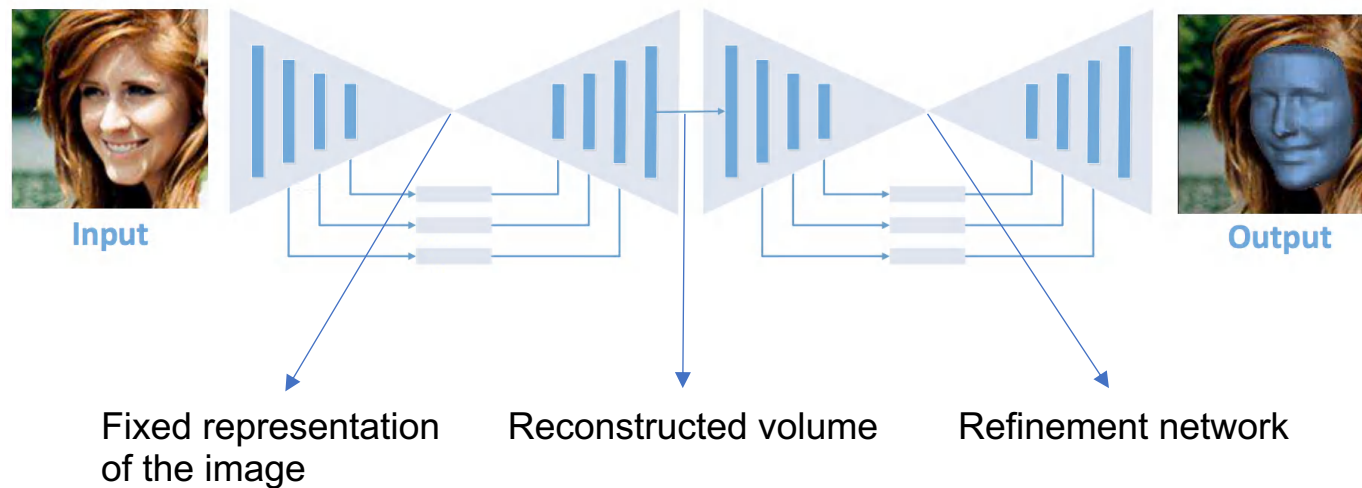 Input
Output
Fixed representation
of the image
Reconstructed volume
Refinement network